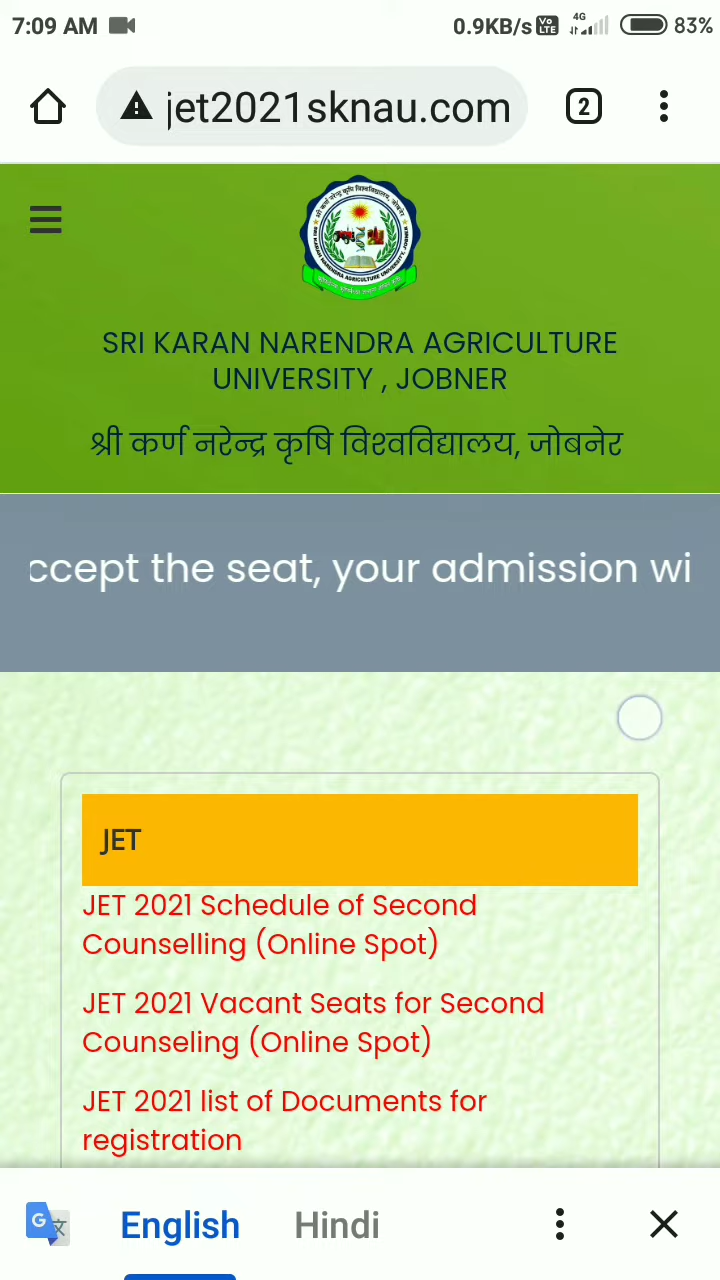 7:09 AM
0.9KB/s
Vo
LTE
4G
83%
jet2021sknau.com
2
SRI KARAN NARENDRA AGRICULTURE
UNIVERSITY , JOBNER
श्री कर्ण नरेन्द्र कृषि विश्वविद्यालय, जोबनेर
ccept the seat, your admission wi
JET
JET 2021 Schedule of Second
Counselling (Online Spot)
JET 2021 Vacant Seats for Second
Counseling (Online Spot)
JET 2021 list of Documents for
registration
G
English
Hindi